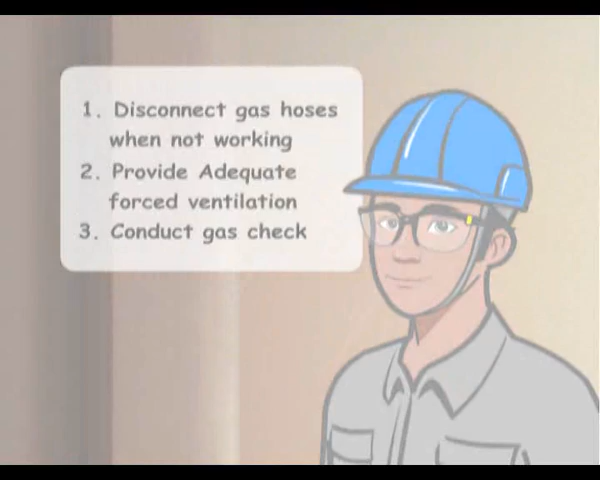 1. Disconnect gas hoses
when not working
2. Provide Adequate
forced ventilation
3. Conduct gas check